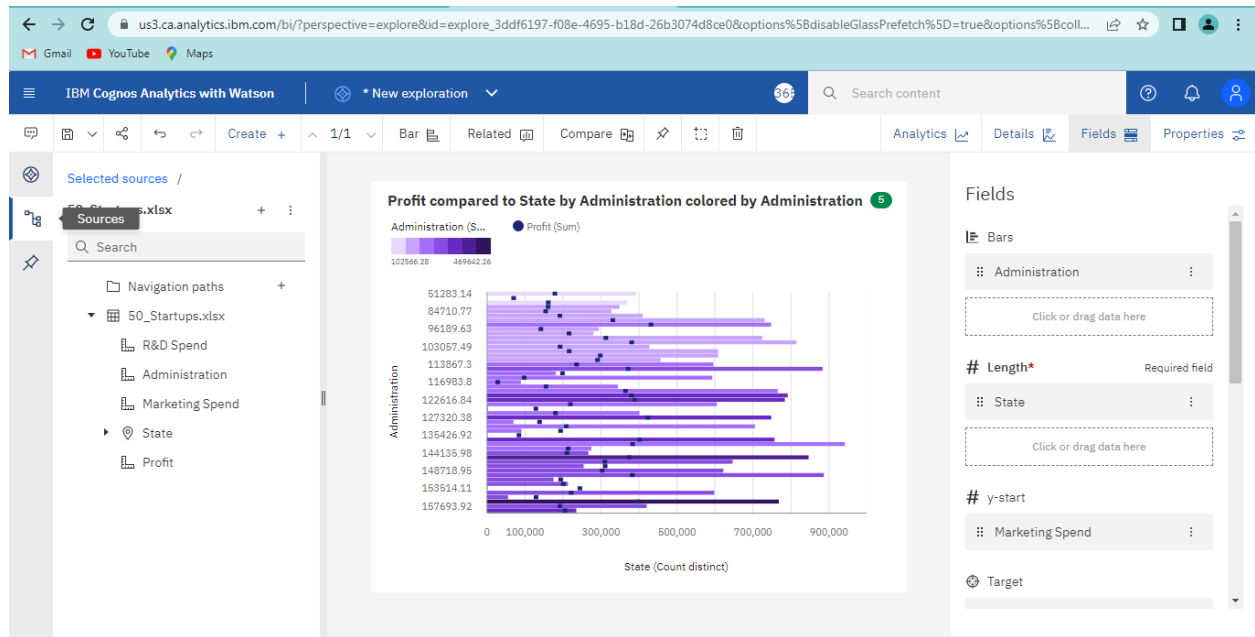 us3.ca.analytics.ibm.com/bi/?perspective=explore&id=explore_3ddf6197-f08e-4695-b18d-26b3074d8ce0&options%5BdisableGlassPrefetch%5D=true&options%5Bcoll...
Gmail YouTube Maps
IBM Cognos Analytics with Watson * New exploration Search content
Create + 1/1 Bar Related Compare Analytics Details Fields Properties
Selected sources /
.xlsx
Sources
Search
Navigation paths
50_Startups.xlsx
R&D Spend
Administration
Marketing Spend
State
Profit
Profit compared to State by Administration colored by Administration 5
Administration (S... Profit (Sum)
102566.28 469642.26
51283.14
84710.77
96189.63
103057.49
113867.3
116983.8
122616.84
127320.38
135426.92
144135.98
148718.95
153514.11
157693.92
Administration
0 100,000 300,000 500,000 700,000 900,000
State (Count distinct)
Fields
Bars
Administration
Click or drag data here
# Length* Required field
State
Click or drag data here
# y-start
Marketing Spend
Target